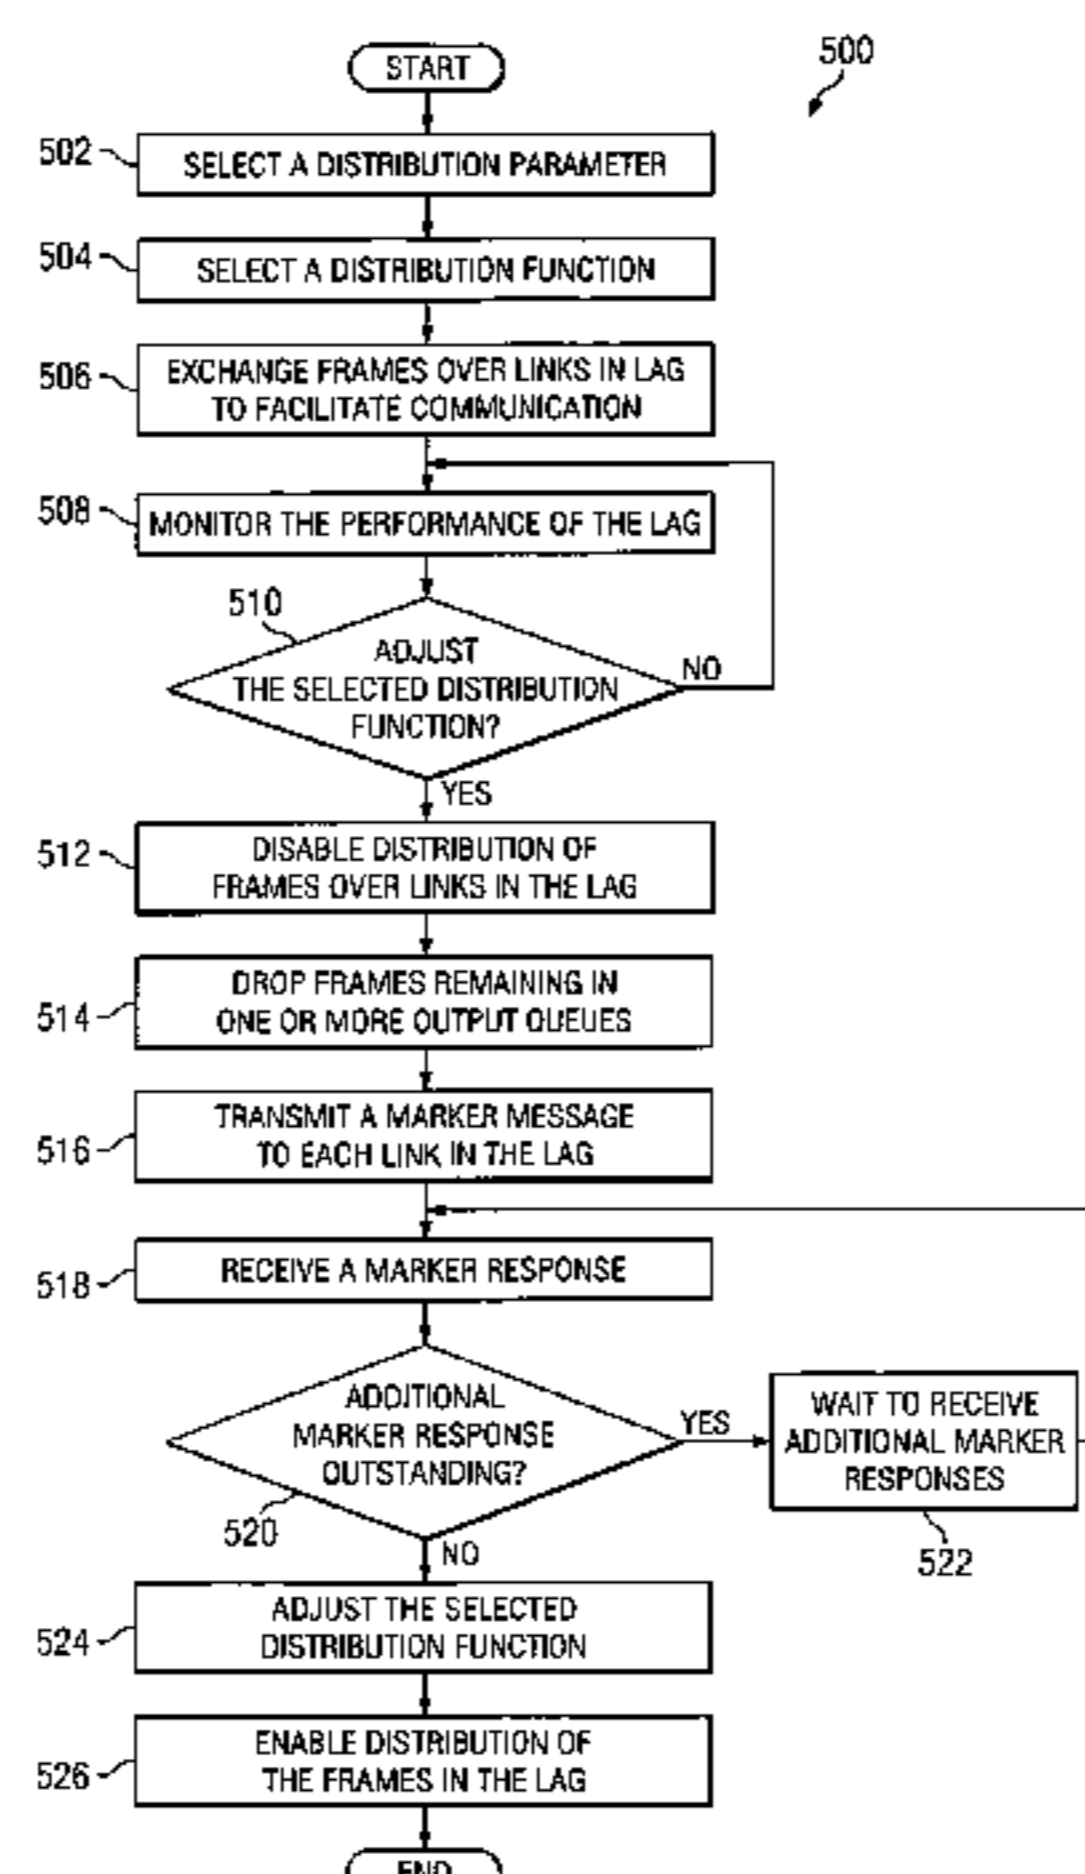 START
500
502
SELECT A DISTRIBUTION PARAMETER
504
SELECT A DISTRIBUTION FUNCTION
506
EXCHANGE FRAMES OVER LINKS IN LAG
TO FACILITATE COMMUNICATION
508
MONITOR THE PERFORMANCE OF THE LAG
510
ADJUST
THE SELECTED DISTRIBUTION
FUNCTION?
NO
YES
512
DISABLE DISTRIBUTION OF
FRAMES OVER LINKS IN THE LAG
514
DROP FRAMES REMAINING IN
ONE OR MORE OUTPUT QUEUES
516
TRANSMIT A MARKER MESSAGE
TO EACH LINK IN THE LAG
518
RECEIVE A MARKER RESPONSE
ADDITIONAL
MARKER RESPONSE
OUTSTANDING?
520
YES
WAIT TO RECEIVE
ADDITIONAL MARKER
RESPONSES
522
NO
524
ADJUST THE SELECTED
DISTRIBUTION FUNCTION
526
ENABLE DISTRIBUTION OF
THE FRAMES IN THE LAG
END